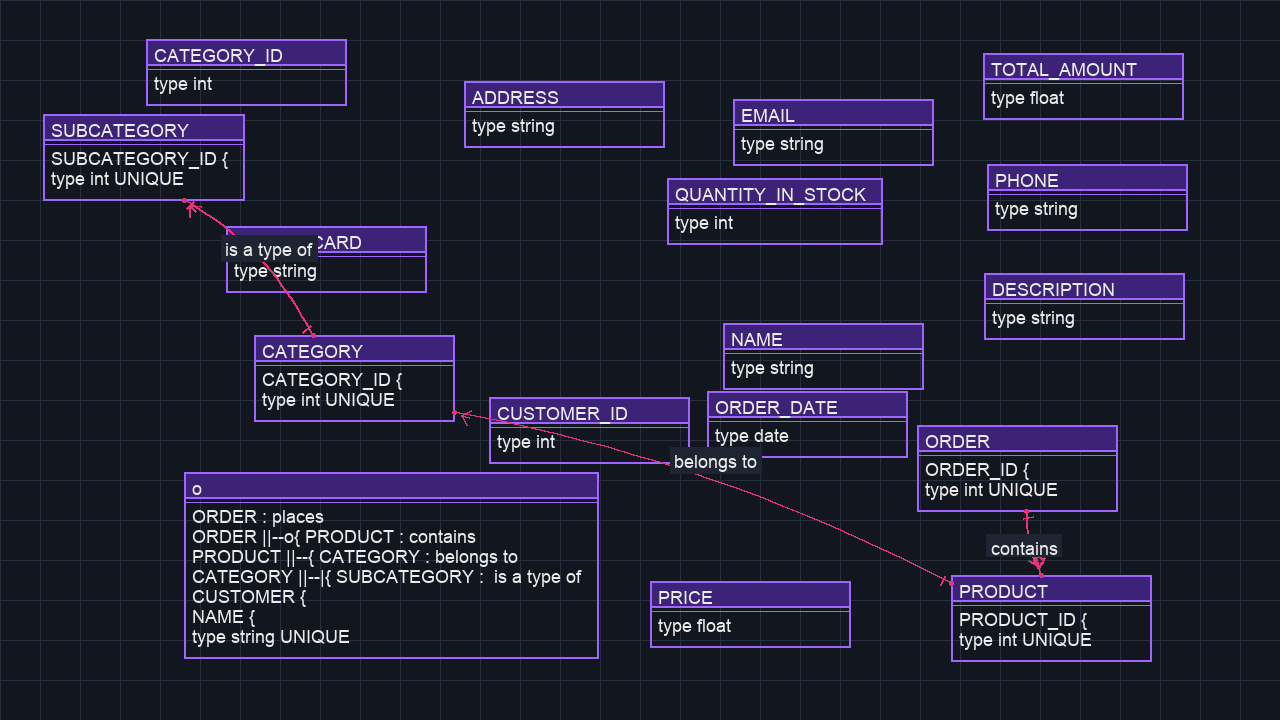 CATEGORY_ID
type int
SUBCATEGORY
SUBCATEGORY_ID {
type int UNIQUE
ADDRESS
type string
EMAIL
type string
TOTAL_AMOUNT
type float
QUANTITY_IN_STOCK
type int
PHONE
type string
CARD
is a type of
type string
DESCRIPTION
type string
NAME
type string
CATEGORY
CATEGORY_ID {
type int UNIQUE
CUSTOMER_ID
type int
ORDER_DATE
type date
belongs to
ORDER
ORDER_ID {
type int UNIQUE
contains
o
ORDER : places
ORDER ||--o{ PRODUCT : contains
PRODUCT ||--{ CATEGORY : belongs to
CATEGORY ||--|{ SUBCATEGORY :  is a type of
CUSTOMER {
NAME {
type string UNIQUE
PRICE
type float
PRODUCT
PRODUCT_ID {
type int UNIQUE